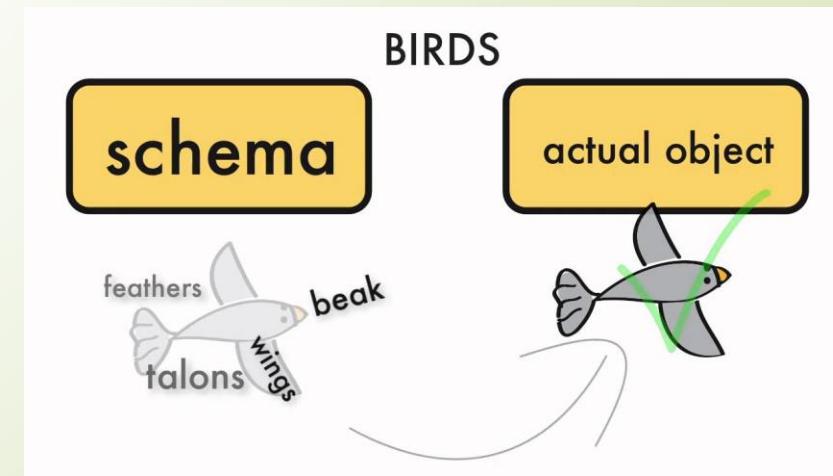 BIRDS
schema
actual object
feathers
beak
wings
talons